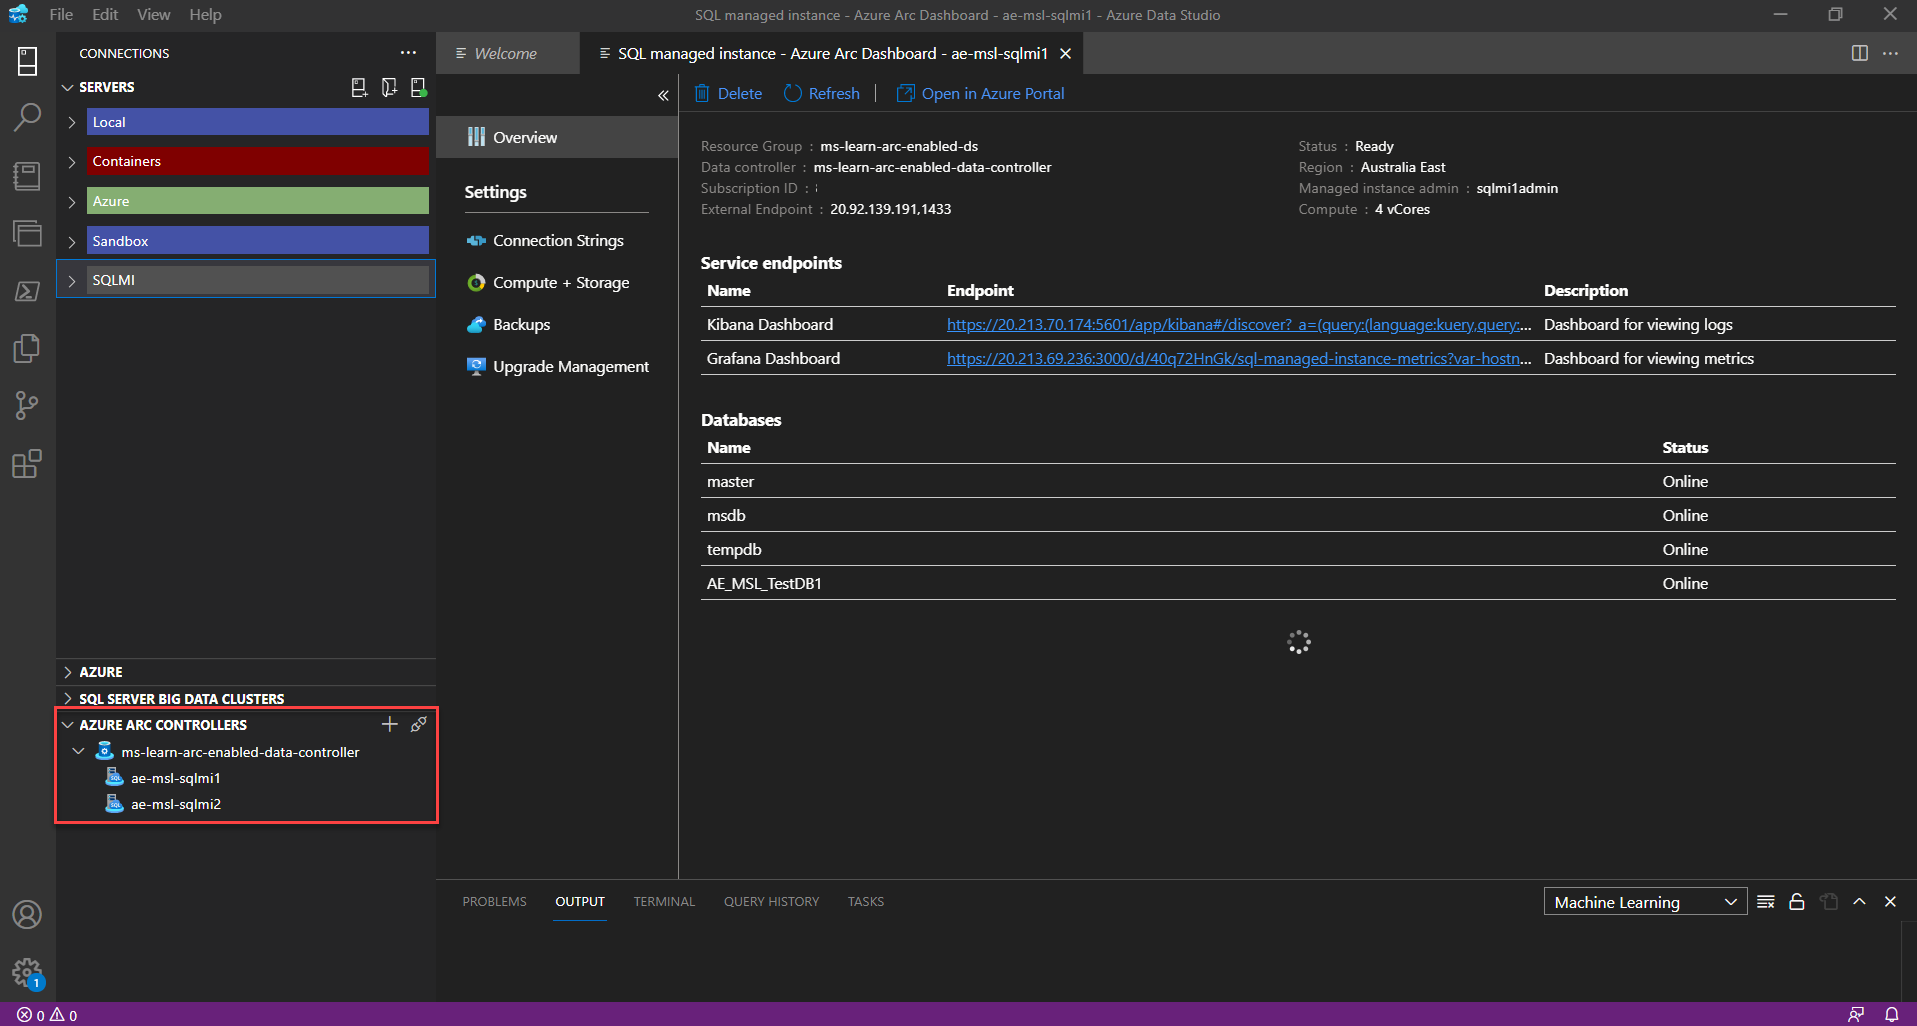 File Edit View Help
SQL managed instance - Azure Arc Dashboard - ae-msl-sqlmi1 - Azure Data Studio
CONNECTIONS
Welcome
SQL managed instance - Azure Arc Dashboard - ae-msl-sqlmi1
SERVERS
Local
Containers
Azure
Sandbox
SQLMI
AZURE
SQL SERVER BIG DATA CLUSTERS
AZURE ARC CONTROLLERS
ms-learn-arc-enabled-data-controller
ae-msl-sqlmi1
ae-msl-sqlmi2
Overview
Settings
Connection Strings
Compute + Storage
Backups
Upgrade Management
Delete Refresh | Open in Azure Portal
Resource Group : ms-learn-arc-enabled-ds
Data controller : ms-learn-arc-enabled-data-controller
Subscription ID :
External Endpoint : 20.92.139.191,1433
Status : Ready
Region : Australia East
Managed instance admin : sqlmi1admin
Compute : 4 vCores
Service endpoints
Name Endpoint Description
Kibana Dashboard https://20.213.70.174:5601/app/kibana#/discover?_a=(query:(language:kuery,query:... Dashboard for viewing logs
Grafana Dashboard https://20.213.69.236:3000/d/40q72HnGk/sql-managed-instance-metrics?var-hostn... Dashboard for viewing metrics
Databases
Name Status
master Online
msdb Online
tempdb Online
AE_MSL_TestDB1 Online
PROBLEMS OUTPUT TERMINAL QUERY HISTORY TASKS
Machine Learning
1
0 0